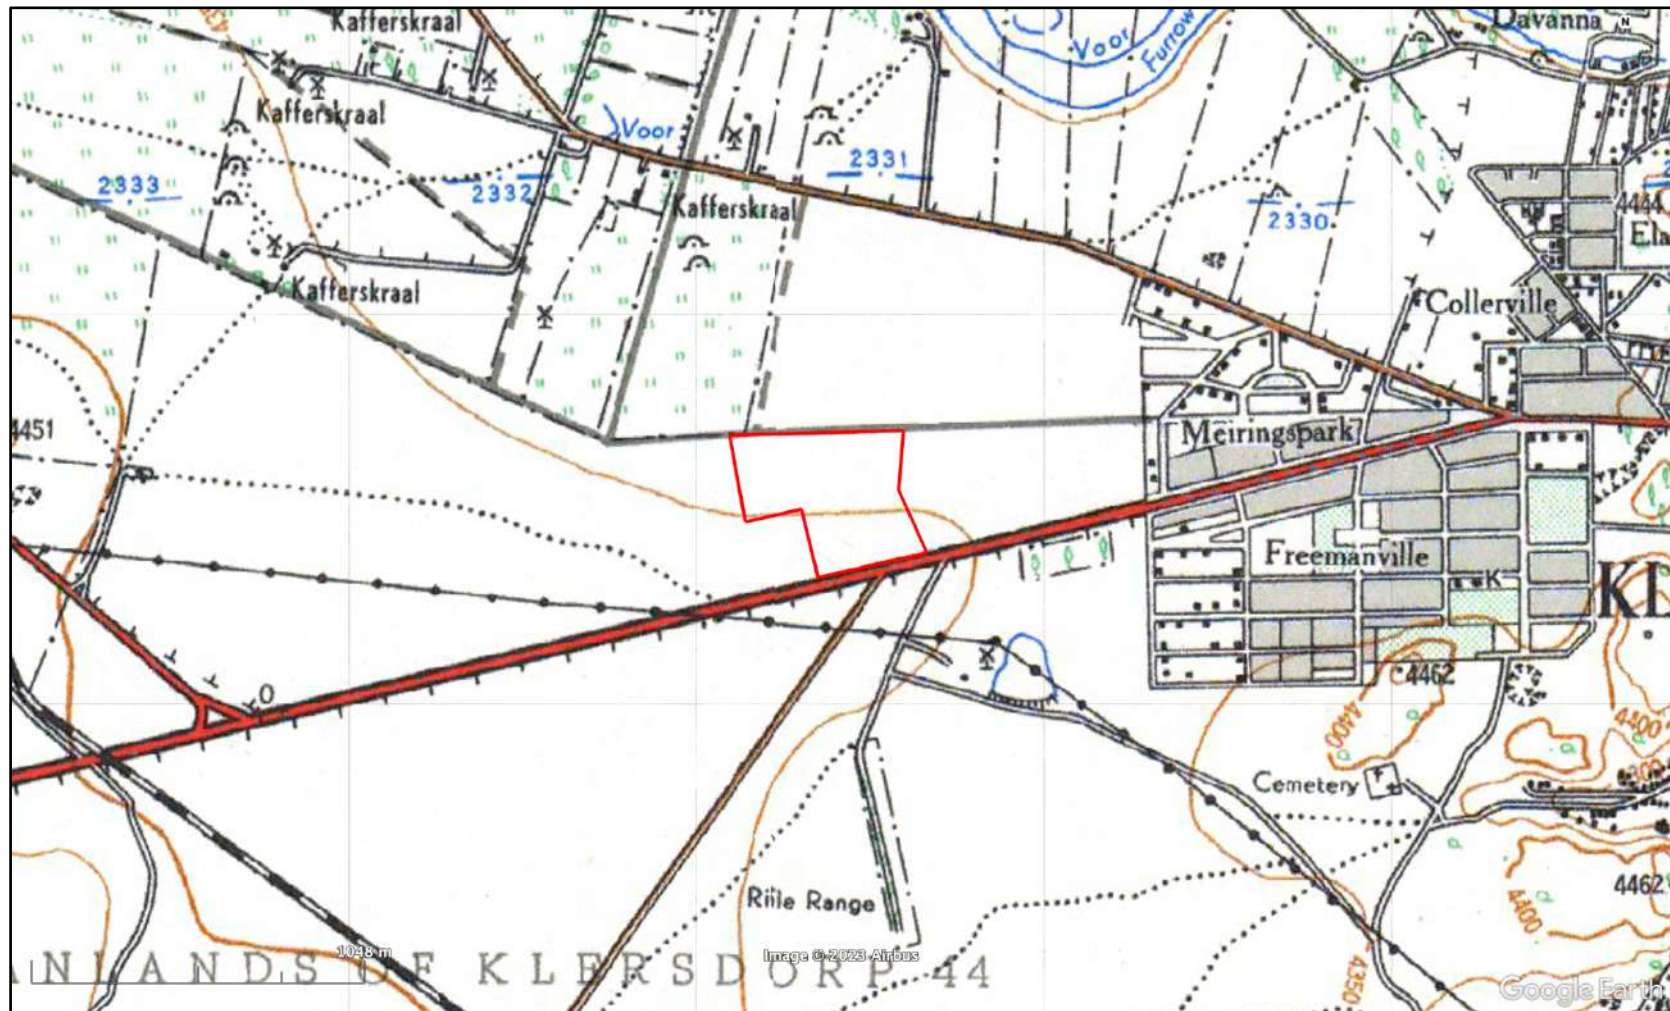 Kafferskraal
Davanna
N
Voor
Furrow
Kafferskraal
Voor
2331
2333
2332
Kafferskraal
2330
4444
Kafferskraal
Collerville
4451
Meiringspark
Freemanville
K
4462
O
4400
4400
Cemetery
Rifle Range
4462
4400
1048 m
Image © 2023 Airbus
ANLANDS OF KLERSDORP 44
4350
Google Earth